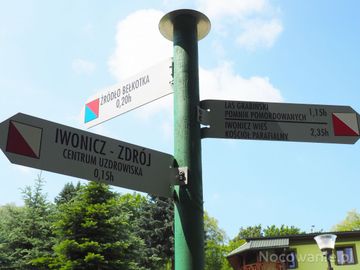 ŹRÓDŁO BEŁKOTKA
0,20h
LAS GRABIŃSKI
POMNIK POMORDOWANYCH 1,15h
IWONICZ WIEŚ
KOŚCIÓŁ PARAFIALNY 2,35h
IWONICZ - ZDRÓJ
CENTRUM UZDROWISKA
0,15h
Nocowanie.pl